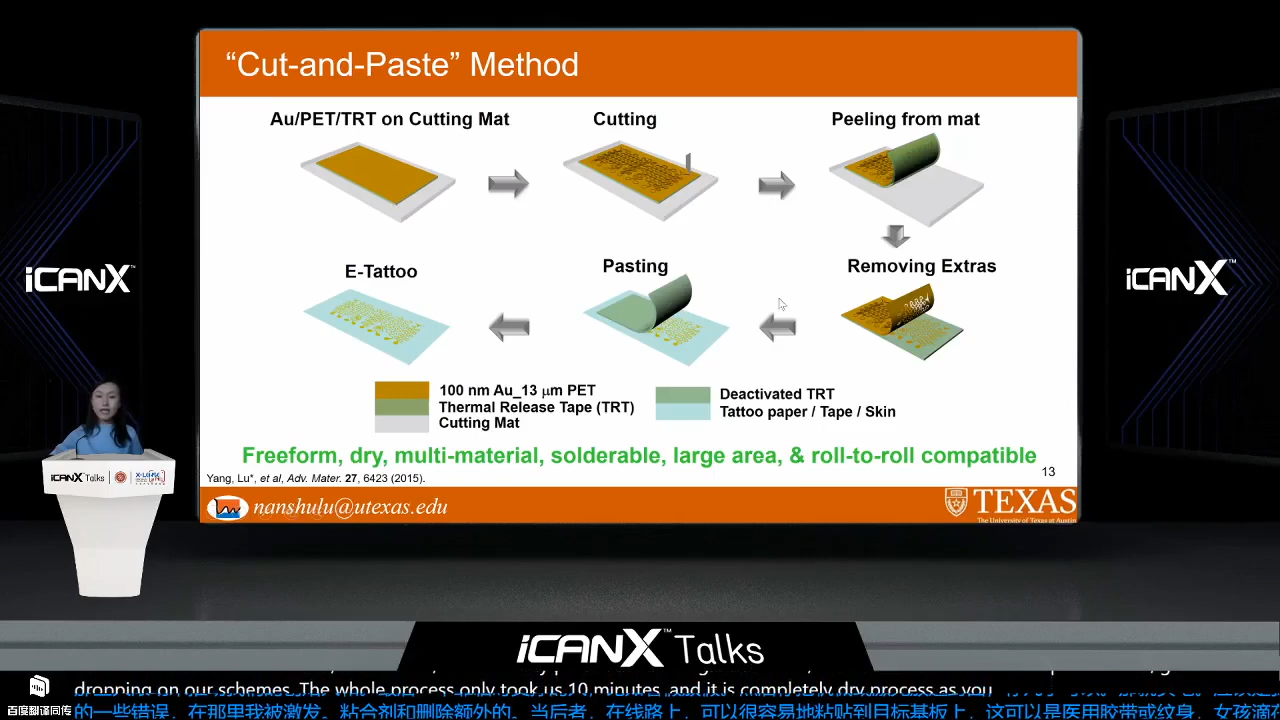 “Cut-and-Paste” Method
Au/PET/TRT on Cutting Mat
Cutting
Peeling from mat
E-Tattoo
Pasting
Removing Extras
100 nm Au_13 μm PET
Thermal Release Tape (TRT)
Cutting Mat
Deactivated TRT
Tattoo paper / Tape / Skin
Freeform, dry, multi-material, solderable, large area, & roll-to-roll compatible
Yang, Lu*, et al, Adv. Mater. 27, 6423 (2015).
13
nanshulu@utexas.edu
TEXAS
The University of Texas at Austin
iCANX™
iCANX™
iCANX Talks
iCANX™ Talks
dropping on our schemes. The whole process only took us 10 minutes, and it is completely dry process as you
的一些错误，在那里我被激发。粘合剂和删除额外的。当后者，在线路上，可以很容易地粘贴到目标基板上，这可以是医用胶带或纹身，女孩滴在
百度翻译同传